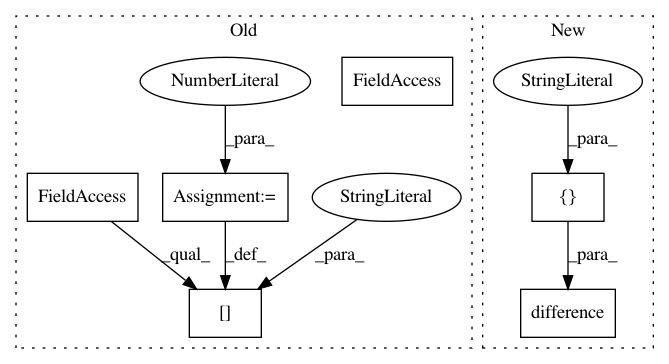 Old
New
NumberLiteral
FieldAccess
StringLiteral
_para_
_para_
FieldAccess
Assignment:=
StringLiteral
{}
_qual_
_def_
_para_
_para_
[]
difference